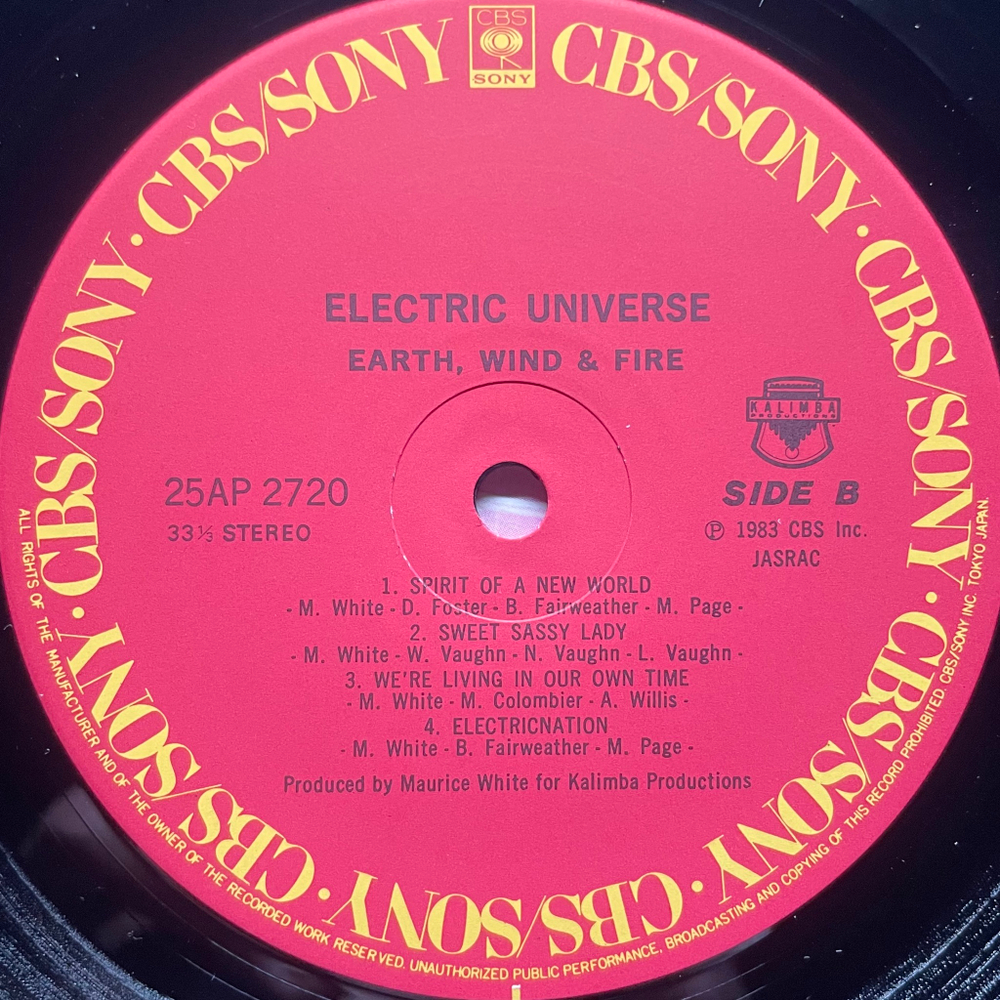 CBS
SONY
CBS/SONY · CBS/SONY · CBS/SONY · CBS/SONY · CBS/SONY · CBS/SONY · CBS/SONY · CBS/SONY
ELECTRIC UNIVERSE
EARTH, WIND & FIRE
KALIMBA
PRODUCTIONS
25AP 2720
SIDE B
33⅓ STEREO
Ⓟ 1983 CBS Inc.
JASRAC
1. SPIRIT OF A NEW WORLD
- M. White - D. Foster - B. Fairweather - M. Page -
2. SWEET SASSY LADY
- M. White - W. Vaughn - N. Vaughn - L. Vaughn -
3. WE'RE LIVING IN OUR OWN TIME
- M. White - M. Colombier - A. Willis -
4. ELECTRICNATION
- M. White - B. Fairweather - M. Page -
Produced by Maurice White for Kalimba Productions
ALL RIGHTS OF THE MANUFACTURER AND OF THE OWNER OF THE RECORDED WORK RESERVED. UNAUTHORIZED PUBLIC PERFORMANCE, BROADCASTING AND COPYING OF THIS RECORD PROHIBITED. CBS/SONY INC. TOKYO JAPAN.